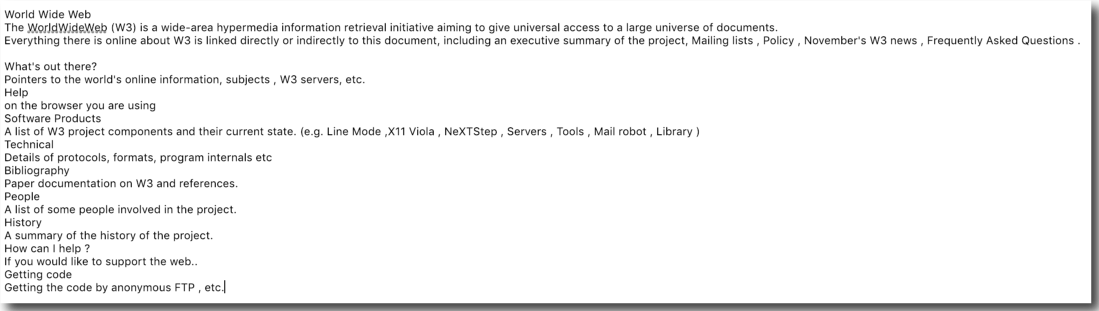 World Wide Web
The WorldWideWeb (W3) is a wide-area hypermedia information retrieval initiative aiming to give universal access to a large universe of documents.
Everything there is online about W3 is linked directly or indirectly to this document, including an executive summary of the project, Mailing lists , Policy , November's W3 news , Frequently Asked Questions .
What's out there?
Pointers to the world's online information, subjects , W3 servers, etc.
Help
on the browser you are using
Software Products
A list of W3 project components and their current state. (e.g. Line Mode ,X11 Viola , NeXTStep , Servers , Tools , Mail robot , Library )
Technical
Details of protocols, formats, program internals etc
Bibliography
Paper documentation on W3 and references.
People
A list of some people involved in the project.
History
A summary of the history of the project.
How can I help ?
If you would like to support the web..
Getting code
Getting the code by anonymous FTP , etc.